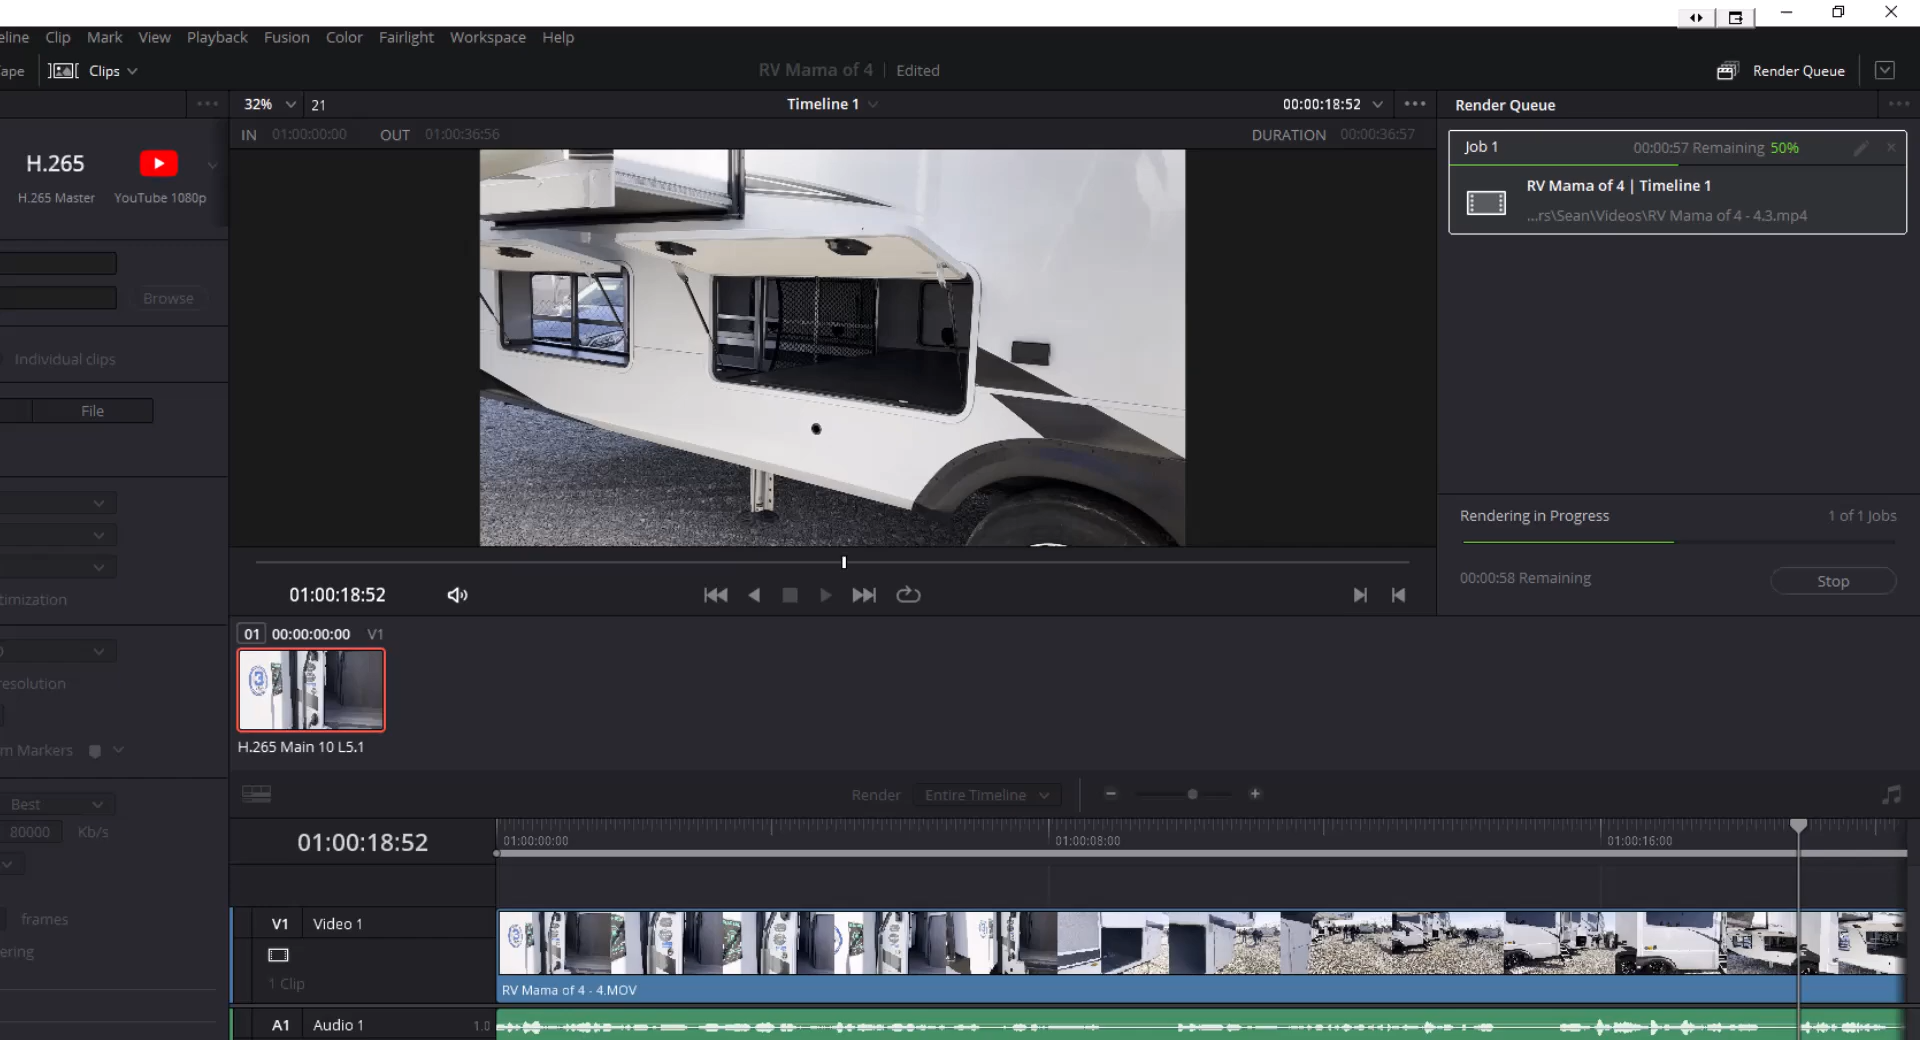 eline Clip Mark View Playback Fusion Color Fairlight Workspace Help
ape Clips RV Mama of 4 Edited Render Queue
32% 21 Timeline 1 00:00:18:52 Render Queue
IN 01:00:00:00 OUT 01:00:36:56 DURATION 00:00:36:57
Job 1 00:00:57 Remaining 50%
RV Mama of 4 | Timeline 1
...rs\Sean\Videos\RV Mama of 4 - 4.3.mp4
H.265
H.265 Master YouTube 1080p
Browse
Individual clips
File
timization
resolution
m Markers
Best
80000 Kb/s
frames
ering
Rendering in Progress 1 of 1 Jobs
00:00:58 Remaining Stop
01:00:18:52
01 00:00:00:00 V1
3
H.265 Main 10 L5.1
Render Entire Timeline
01:00:18:52
01:00:00:00 01:00:08:00 01:00:16:00
V1 Video 1
1 Clip
RV Mama of 4 - 4.MOV
A1 Audio 1 1.0